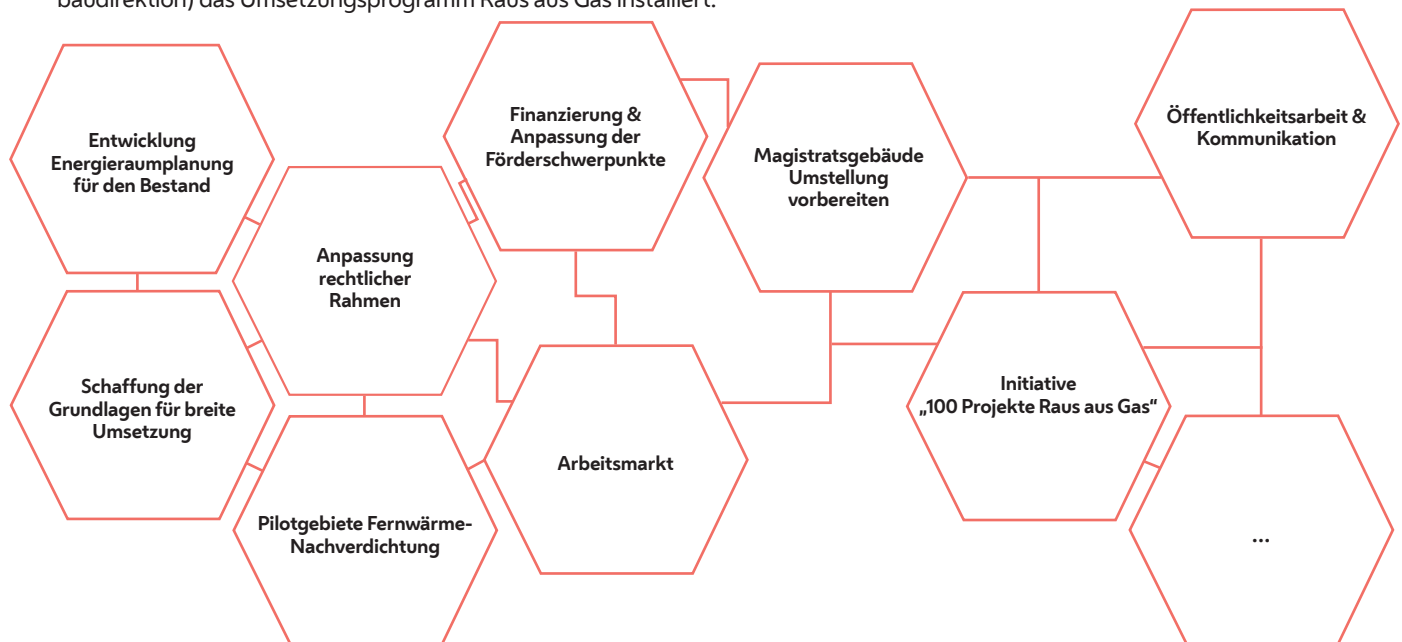 baudirektion) das Umsetzungsprogramm Raus aus Gas installiert.
Entwicklung
Energieraumplanung
für den Bestand
Finanzierung &
Anpassung der
Förderschwerpunkte
Magistratsgebäude
Umstellung
vorbereiten
Öffentlichkeitsarbeit &
Kommunikation
Anpassung
rechtlicher
Rahmen
Schaffung der
Grundlagen für breite
Umsetzung
Arbeitsmarkt
Initiative
„100 Projekte Raus aus Gas“
Pilotgebiete Fernwärme-
Nachverdichtung
...